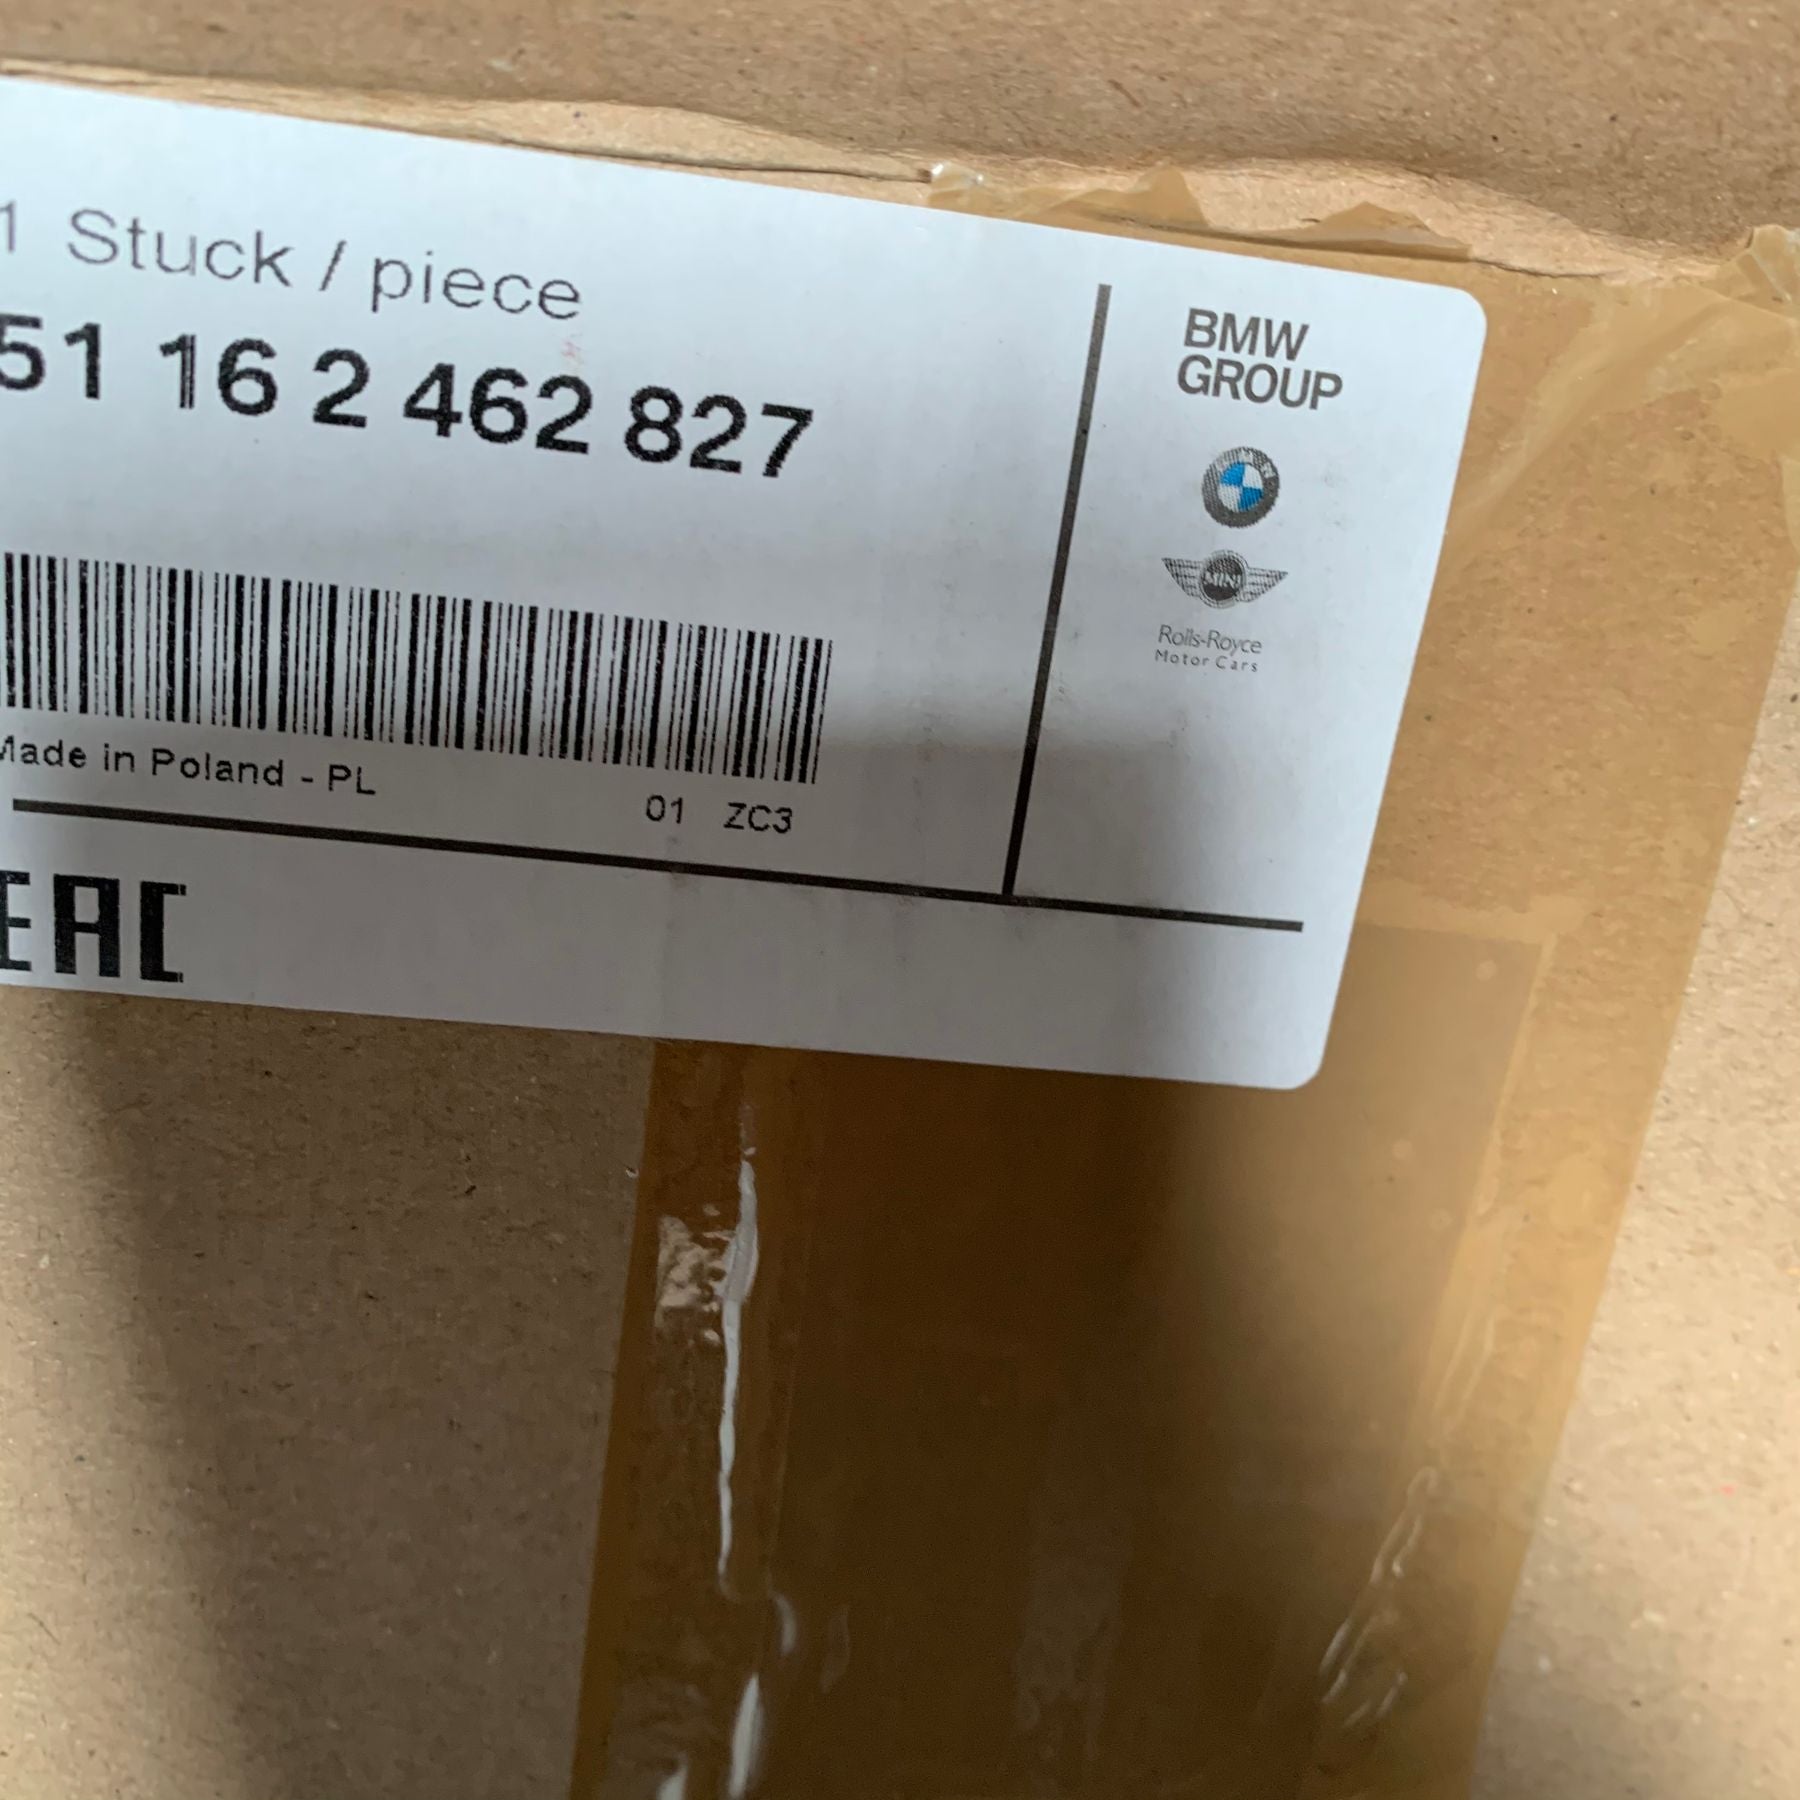 1 Stuck / piece
51 16 2 462 827
Made in Poland - PL
01 ZC3
EAC
BMW
GROUP
BMW
MINI
Rolls-Royce
Motor Cars